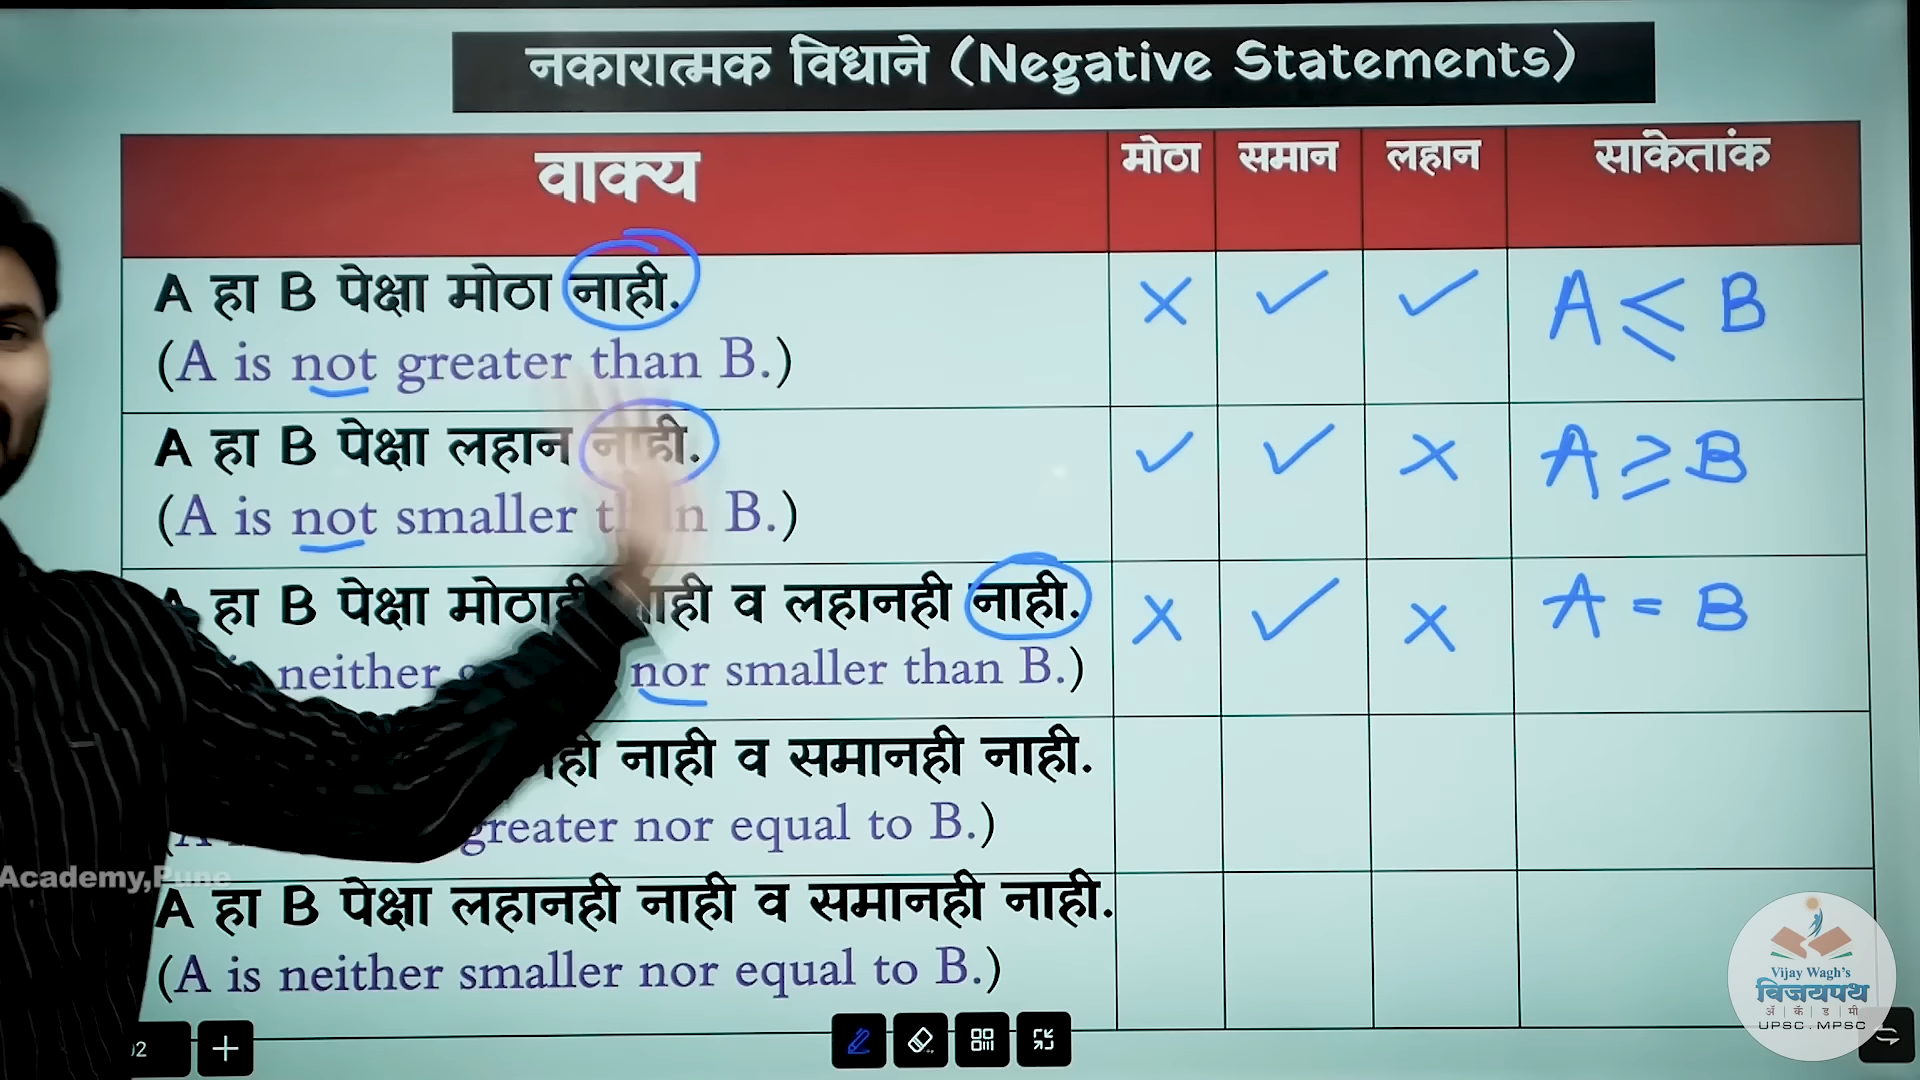 नकारात्मक विधाने (Negative Statements)
वाक्य मोठा समान लहान सांकेतांक
A हा B पेक्षा मोठा नाही. × ✓ ✓ A ≤ B
(A is not greater than B.)
A हा B पेक्षा लहान नाही. ✓ ✓ × A ≥ B
(A is not smaller than B.)
हा B पेक्षा मोठाही नाही व लहानही नाही. × ✓ × A = B
neither nor smaller than B.)
नाही व समानही नाही.
greater nor equal to B.)
Academy,Pune
A हा B पेक्षा लहानही नाही व समानही नाही.
(A is neither smaller nor equal to B.)
Vijay Wagh's
विजयपथ
अॅ | कॅ | ड | मी
UPSC.MPSC